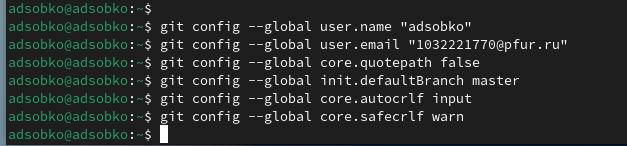 adsobko@adsobko:~$
adsobko@adsobko:~$ git config --global user.name "adsobko"
adsobko@adsobko:~$ git config --global user.email "1032221770@pfur.ru"
adsobko@adsobko:~$ git config --global core.quotepath false
adsobko@adsobko:~$ git config --global init.defaultBranch master
adsobko@adsobko:~$ git config --global core.autocrlf input
adsobko@adsobko:~$ git config --global core.safecrlf warn
adsobko@adsobko:~$